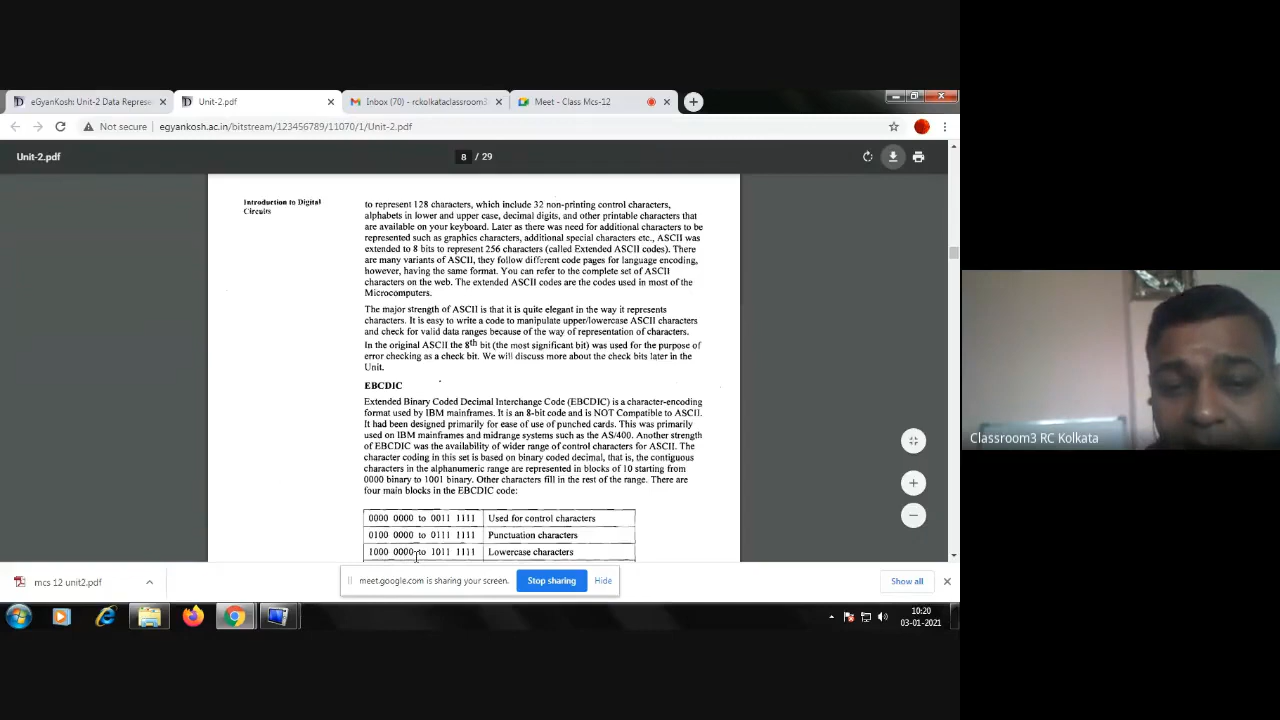 eGyanKosh: Unit-2 Data Represe
Unit-2.pdf
Inbox (70) - rckolkataclassroom3
Meet - Class Mcs-12
Not secure
egyankosh.ac.in/bitstream/123456789/11070/1/Unit-2.pdf
Unit-2.pdf
8 / 29
Introduction to Digital
Circuits
to represent 128 characters, which include 32 non-printing control characters,
alphabets in lower and upper case, decimal digits, and other printable characters that
are available on your keyboard. Later as there was need for additional characters to be
represented such as graphics characters, additional special characters etc., ASCII was
extended to 8 bits to represent 256 characters (called Extended ASCII codes). There
are many variants of ASCII, they follow different code pages for language encoding,
however, having the same format. You can refer to the complete set of ASCII
characters on the web. The extended ASCII codes are the codes used in most of the
Microcomputers.
The major strength of ASCII is that it is quite elegant in the way it represents
characters. It is easy to write a code to manipulate upper/lowercase ASCII characters
and check for valid data ranges because of the way of representation of characters.
In the original ASCII the 8th bit (the most significant bit) was used for the purpose of
error checking as a check bit. We will discuss more about the check bits later in the
Unit.
EBCDIC
Extended Binary Coded Decimal Interchange Code (EBCDIC) is a character-encoding
format used by IBM mainframes. It is an 8-bit code and is NOT Compatible to ASCII.
It had been designed primarily for ease of use of punched cards. This was primarily
used on IBM mainframes and midrange systems such as the AS/400. Another strength
of EBCDIC was the availability of wider range of control characters for ASCII. The
character coding in this set is based on binary coded decimal, that is, the contiguous
characters in the alphanumeric range are represented in blocks of 10 starting from
0000 binary to 1001 binary. Other characters fill in the rest of the range. There are
four main blocks in the EBCDIC code:
0000 0000 to 0011 1111 Used for control characters
0100 0000 to 0111 1111 Punctuation characters
1000 0000 to 1011 1111 Lowercase characters
Classroom3 RC Kolkata
mcs 12 unit2.pdf
meet.google.com is sharing your screen.
Stop sharing
Hide
Show all
10:20
03-01-2021